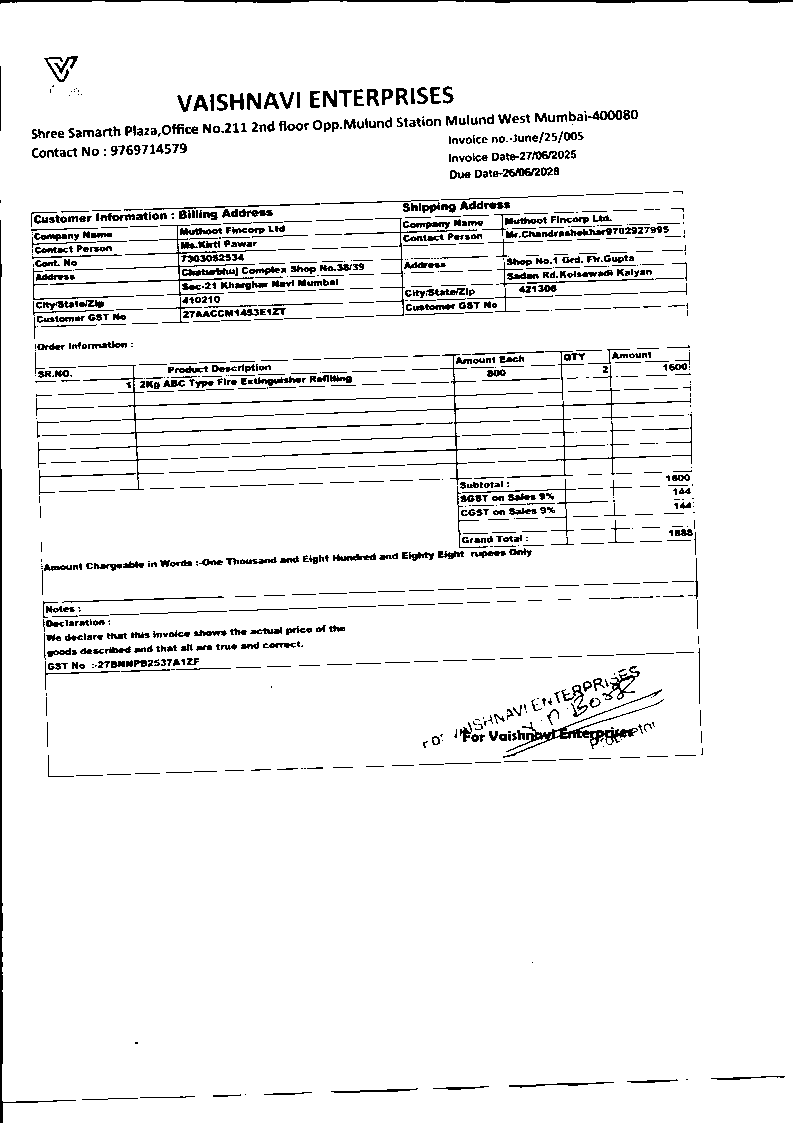 VAISHNAVI ENTERPRISES
Shree Samarth Plaza,Office No.211 2nd floor Opp.Mulund Station Mulund West Mumbai-400080
Contact No : 9769714579
Invoice no.-June/25/005
Invoice Date-27/06/2025
Due Date-26/06/2028
Customer Information : Billing Address
Company Name Muthoot Fincorp Ltd
Contact Person Ms.Kirti Pawar
Cont. No 7303082534
Address Chaturbhuj Complex Shop No.38/39
Sec-21 Kharghar Navi Mumbai
City/State/Zip 410210
Customer GST No 27AACCM1453E1ZT
Shipping Address
Company Name Muthoot Fincorp Ltd.
Contact Person Mr.Chandrashekhar9702927995
Address Shop No.1 Grd. Flr.Gupta
Sadan Rd.Kolsewadi Kalyan
City/State/Zip 421306
Customer GST No
Order Information :
SR.NO. Product Description Amount Each QTY Amount
1 2Kg ABC Type Fire Extinguisher Refilling 800 2 1600
Subtotal : 1600
SGST on Sales 9% 144
CGST on Sales 9% 144
Grand Total : 1888
Amount Chargeable in Words :-One Thousand and Eight Hundred and Eighty Eight rupees Only
Notes :
Declaration :
We declare that this invoice shows the actual price of the
goods described and that all are true and correct.
GST No :-27BNNPB2537A1ZF
For VAISHNAVI ENTERPRISES
For Vaishnavi Enterprises
Proprietor